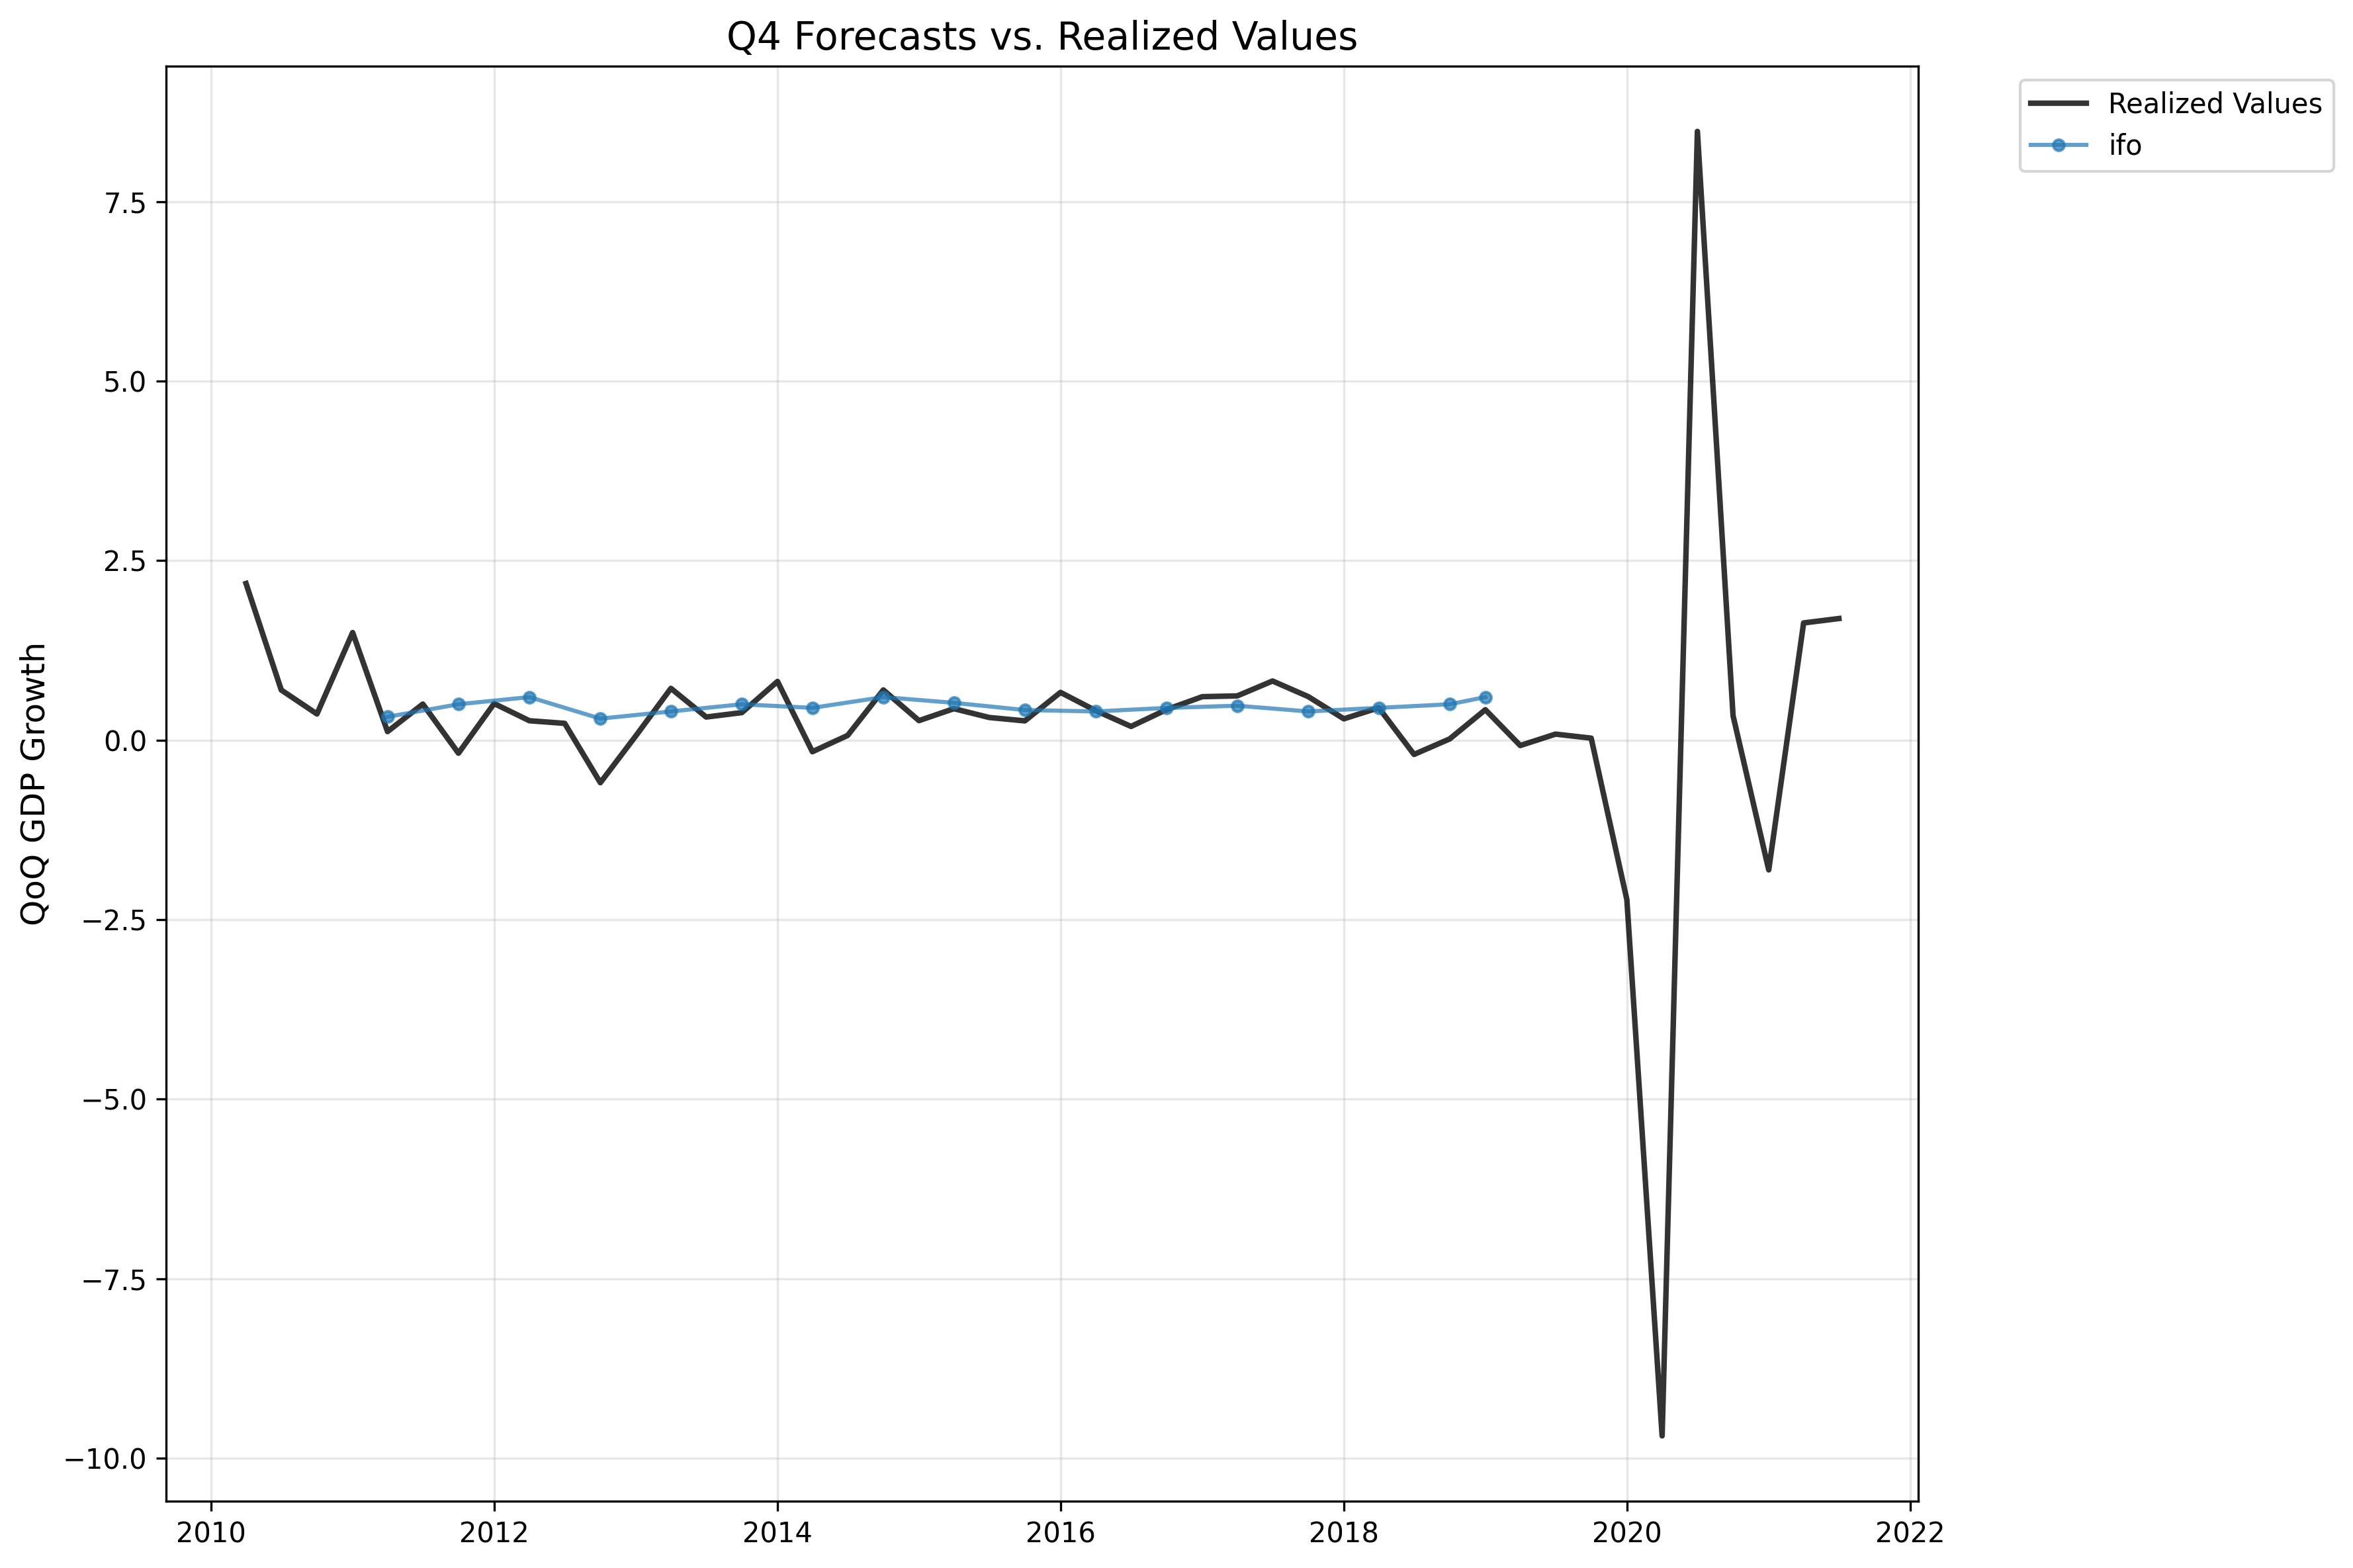 Q4 Forecasts vs. Realized Values
Realized Values
ifo
QoQ GDP Growth
7.5
5.0
2.5
0.0
−2.5
−5.0
−7.5
−10.0
2010 2012 2014 2016 2018 2020 2022